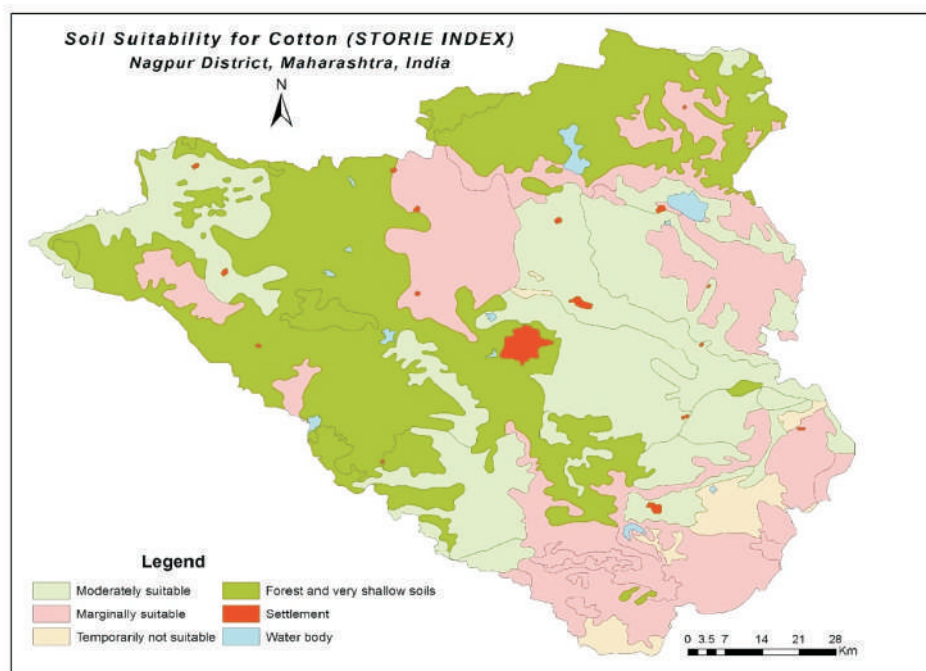 Soil Suitability for Cotton (STORIE INDEX)
Nagpur District, Maharashtra, India
N
Legend
Moderately suitable
Marginally suitable
Temporarily not suitable
Forest and very shallow soils
Settlement
Water body
0 3.5 7 14 21 28
Km